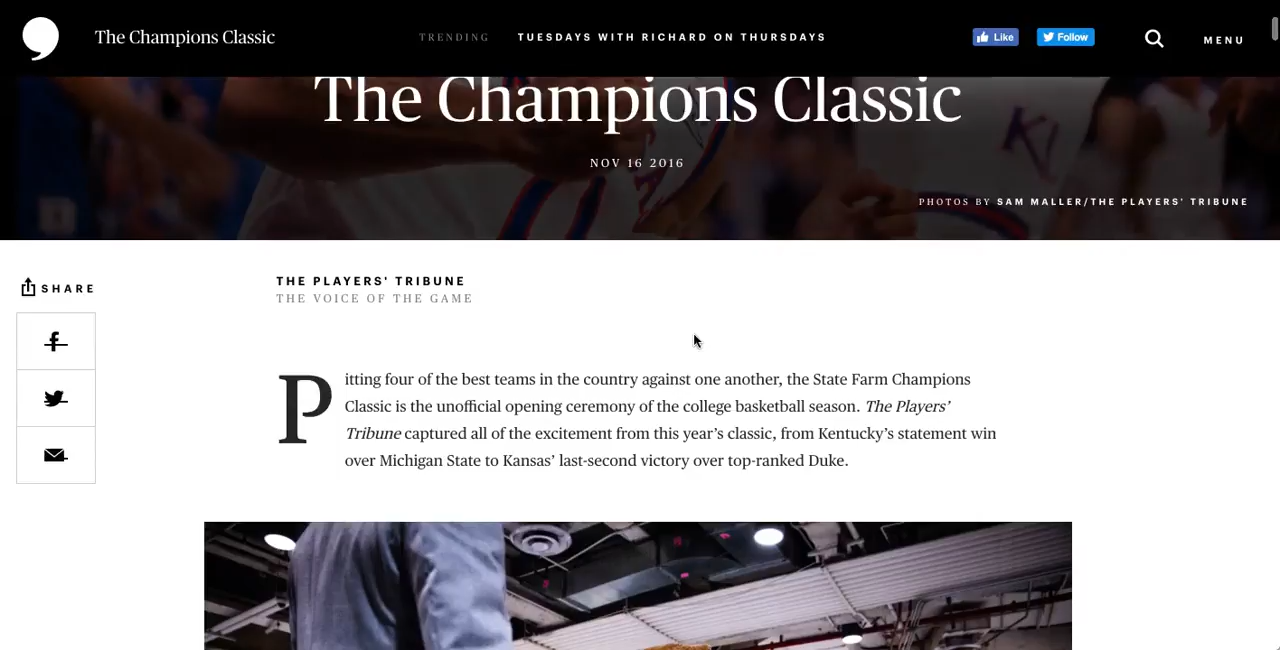 The Champions Classic
TRENDING TUESDAYS WITH RICHARD ON THURSDAYS
Like
Follow
MENU
The Champions Classic
NOV 16 2016
PHOTOS BY SAM MALLER/THE PLAYERS' TRIBUNE
SHARE
THE PLAYERS' TRIBUNE
THE VOICE OF THE GAME
Pitting four of the best teams in the country against one another, the State Farm Champions
Classic is the unofficial opening ceremony of the college basketball season. The Players’
Tribune captured all of the excitement from this year’s classic, from Kentucky’s statement win
over Michigan State to Kansas’ last-second victory over top-ranked Duke.